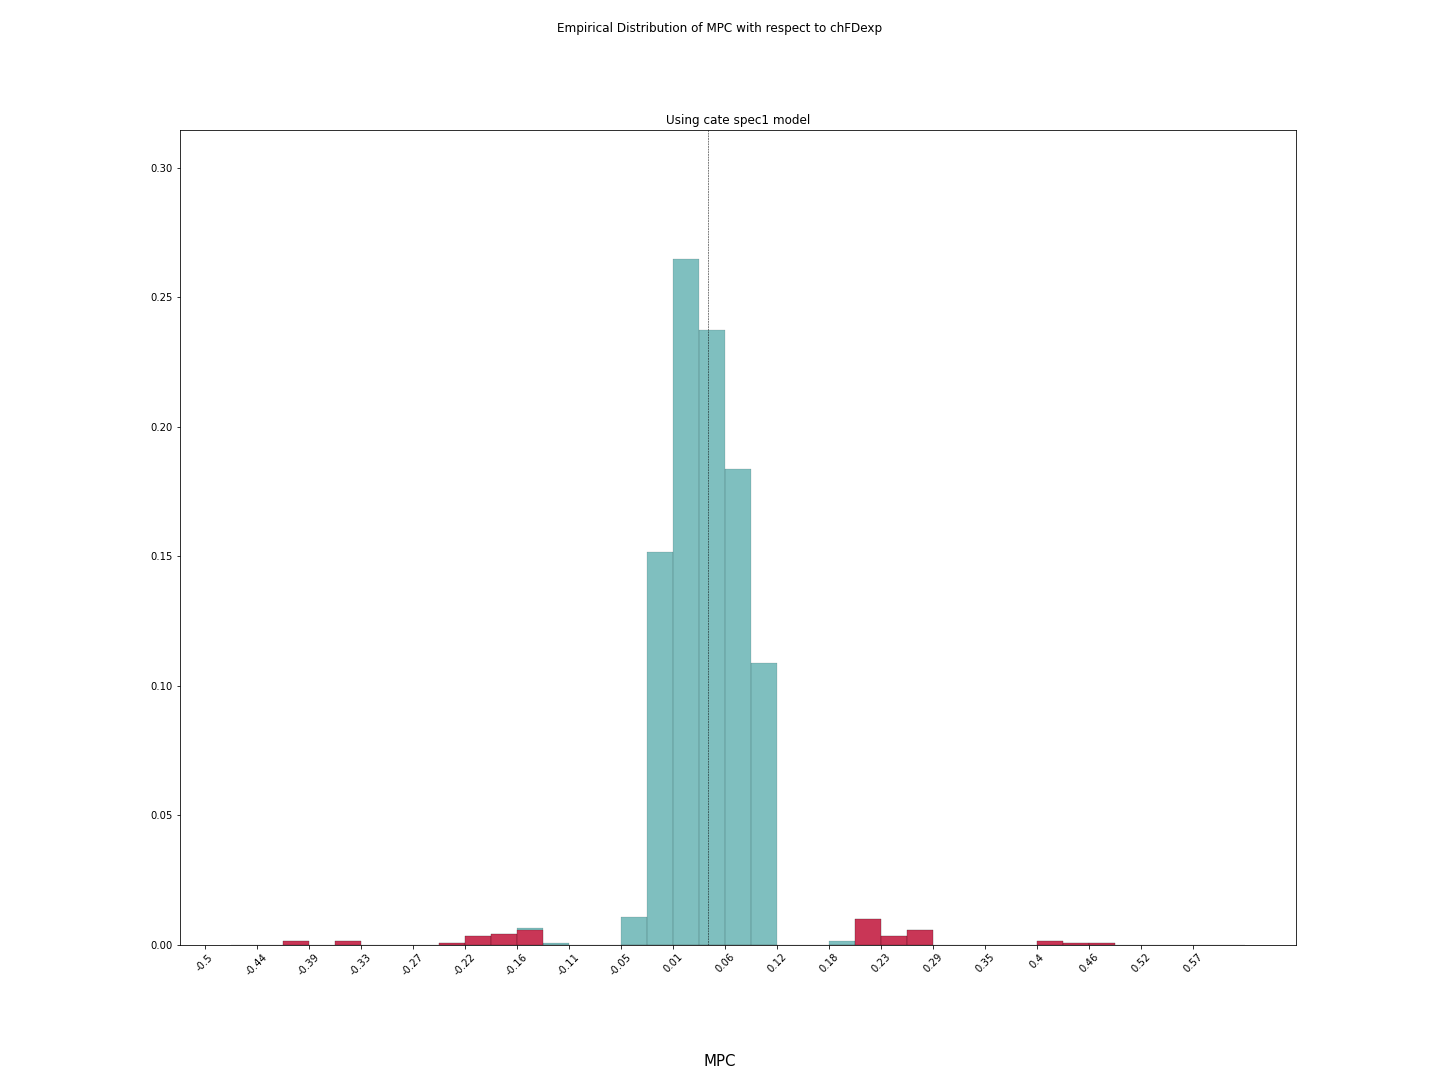 Empirical Distribution of MPC with respect to chFDexp
Using cate spec1 model
0.30
0.25
0.20
0.15
0.10
0.05
0.00
-0.5 -0.44 -0.39 -0.33 -0.27 -0.22 -0.16 -0.11 -0.05 0.01 0.06 0.12 0.18 0.23 0.29 0.35 0.4 0.46 0.52 0.57
MPC